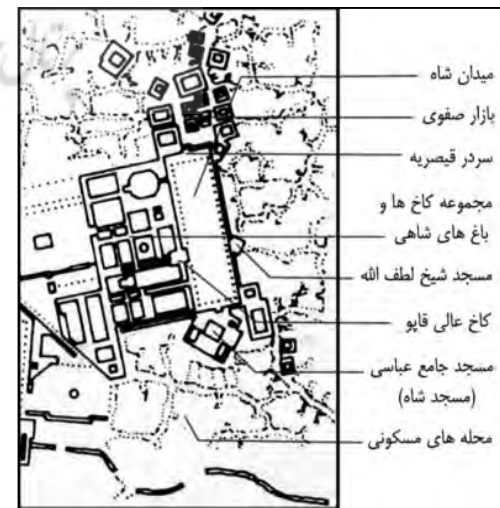 میدان شاه
بازار صفوی
سردر قیصریه
مجموعه کاخ ها و
باغ های شاهی
مسجد شیخ لطف الله
کاخ عالی قاپو
مسجد جامع عباسی
(مسجد شاه)
محله های مسکونی
1